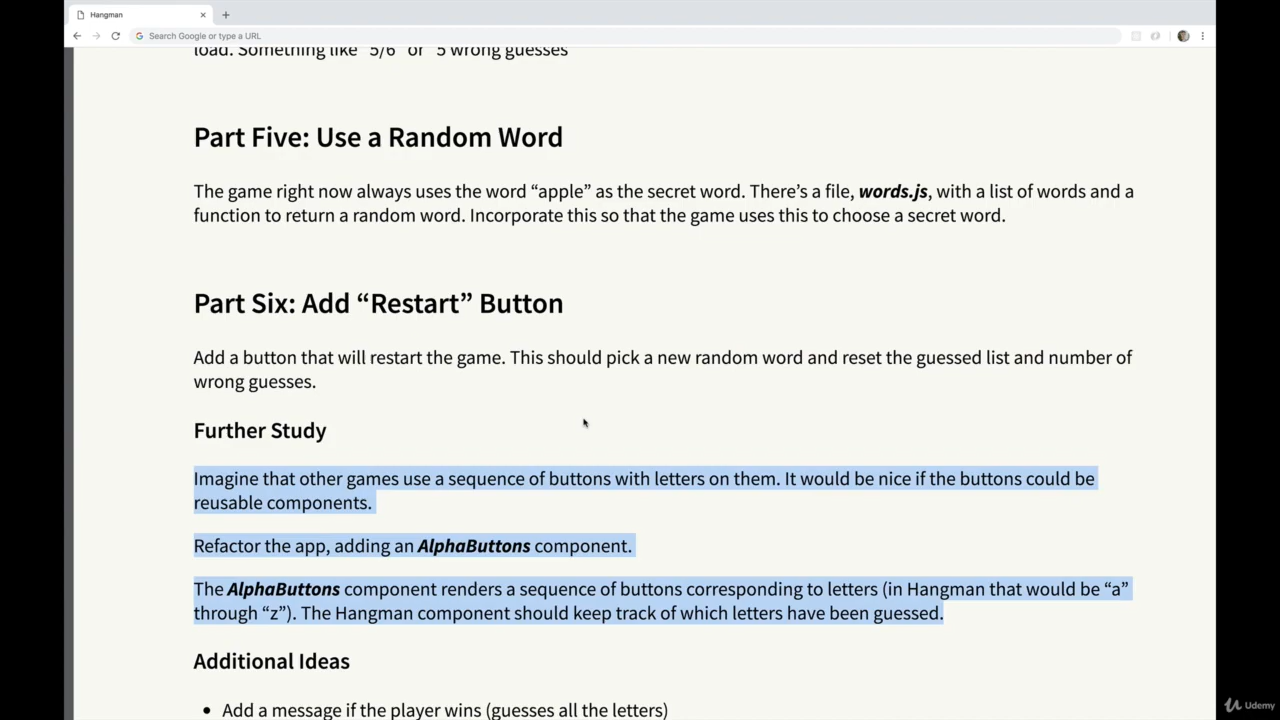 Hangman
Search Google or type a URL
load. Something like "5/6" or "5 wrong guesses
Part Five: Use a Random Word
The game right now always uses the word “apple” as the secret word. There’s a file, words.js, with a list of words and a
function to return a random word. Incorporate this so that the game uses this to choose a secret word.
Part Six: Add “Restart” Button
Add a button that will restart the game. This should pick a new random word and reset the guessed list and number of
wrong guesses.
Further Study
Imagine that other games use a sequence of buttons with letters on them. It would be nice if the buttons could be
reusable components.
Refactor the app, adding an AlphaButtons component.
The AlphaButtons component renders a sequence of buttons corresponding to letters (in Hangman that would be “a”
through “z”). The Hangman component should keep track of which letters have been guessed.
Additional Ideas
• Add a message if the player wins (guesses all the letters)
Udemy